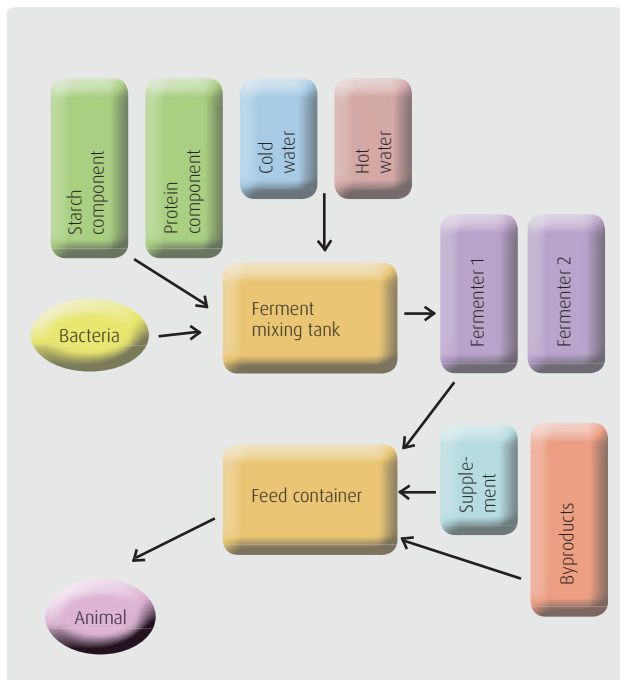 Starch
component
Protein
component
Cold
water
Hot
water
Bacteria
Ferment
mixing tank
Fermenter 1
Fermenter 2
Feed container
Supple-
ment
Byproducts
Animal